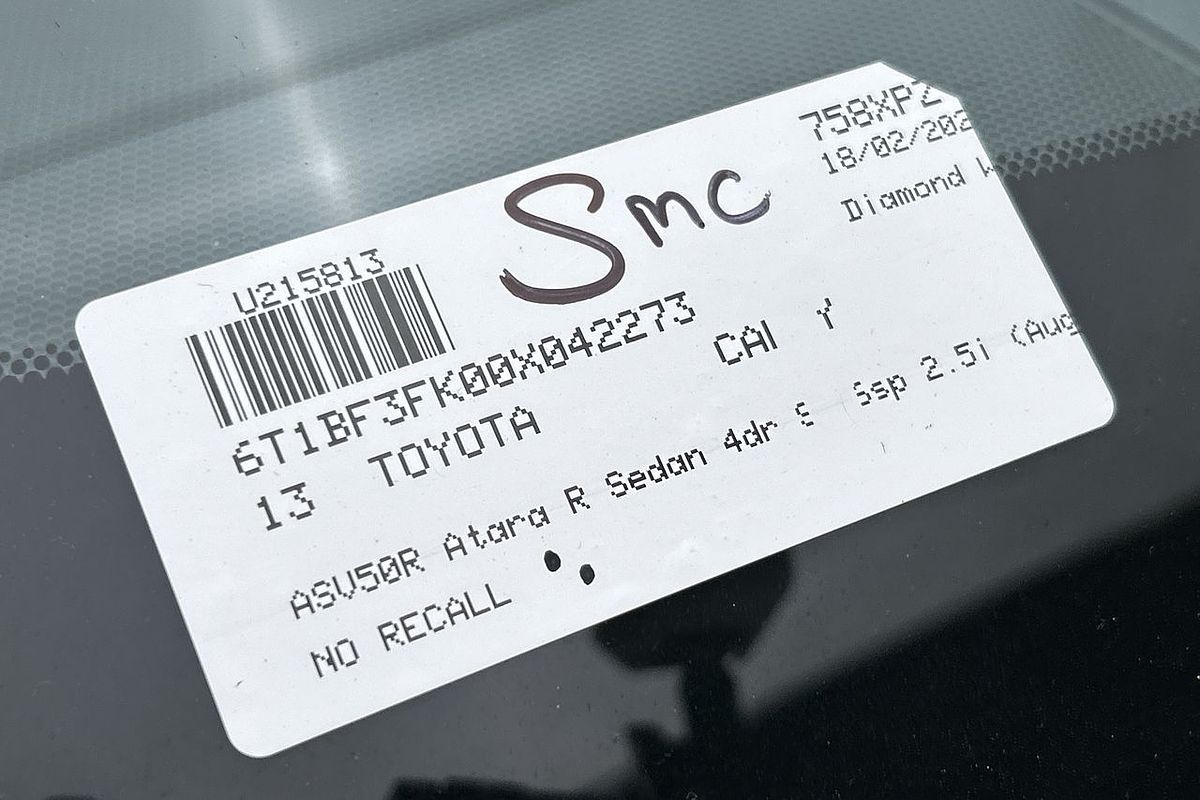 Smc
758XPZ
18/02/202
Diamond
U215813
6T1BF3FK00X042273
13 TOYOTA CAI Y
ASV50R Atara R Sedan 4dr S Ssp 2.5i (Aug
NO RECALL